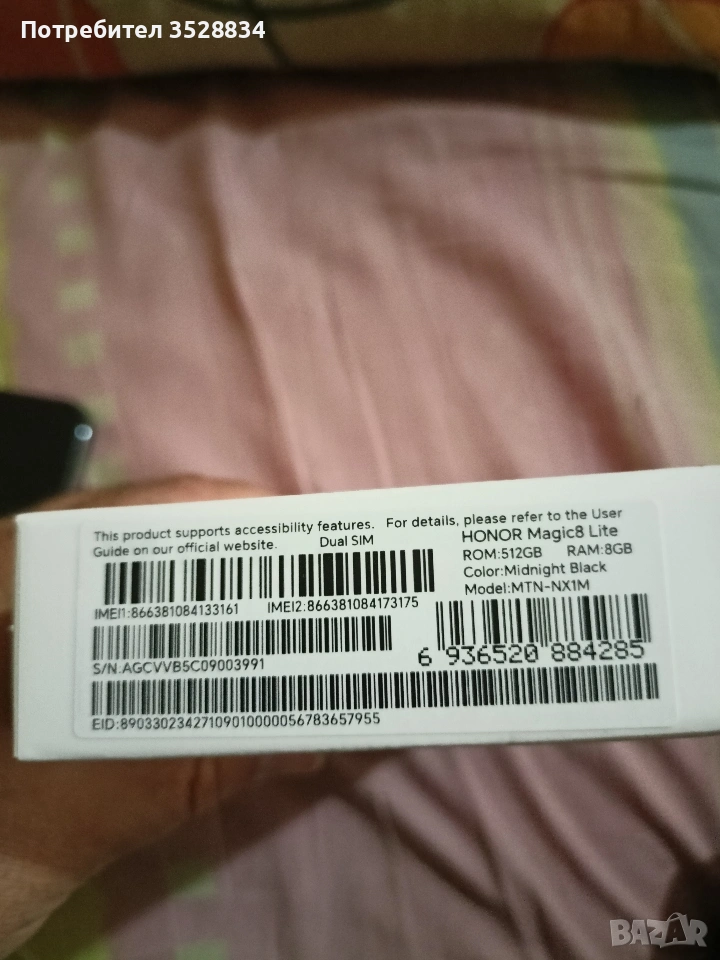 Потребител 3528834
This product supports accessibility features. For details, please refer to the User
Guide on our official website.
Dual SIM
HONOR Magic8 Lite
ROM:512GB RAM:8GB
Color:Midnight Black
Model:MTN-NX1M
IMEI1:866381084133161 IMEI2:866381084173175
S/N.AGCVVB5C09003991
6 936520 884285
EID:89033023427109010000056783657955
BAZAR